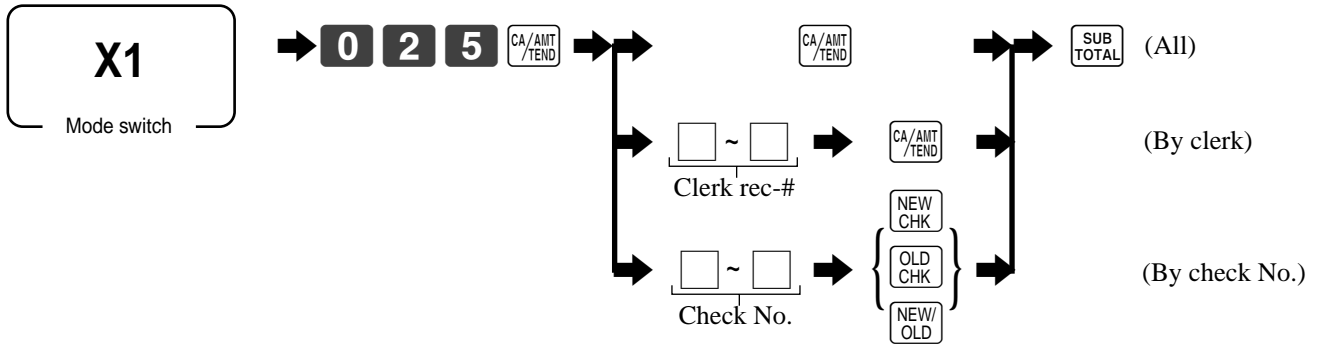 X1
Mode switch
0 2 5 CA/AMT /TEND
CA/AMT /TEND
SUB TOTAL
(All)
~
CA/AMT /TEND
(By clerk)
Clerk rec-#
NEW CHK
~
OLD CHK
(By check No.)
Check No.
NEW/ OLD